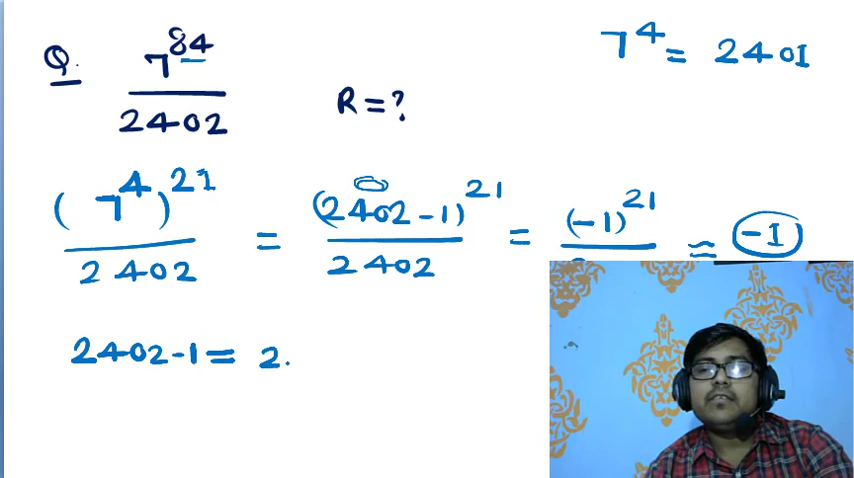 Q. 7^84 / 2402 R = ?
7^4 = 2401
(7^4)^21 / 2402 = (2402-1)^21 / 2402 = (-1)^21 / = -1
2402-1 = 2.